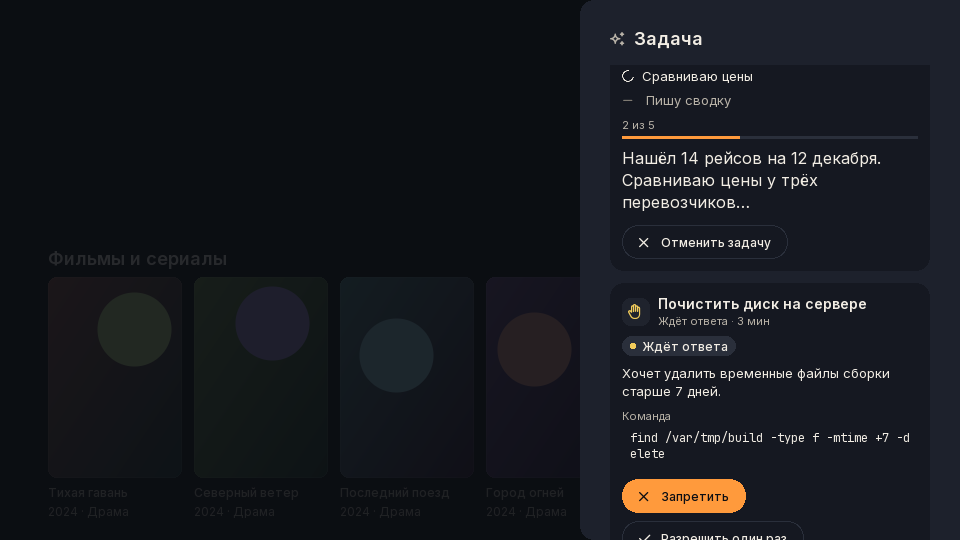 Задача
Сравниваю цены
Пишу сводку
2 из 5
Нашёл 14 рейсов на 12 декабря.
Сравниваю цены у трёх
перевозчиков…
Отменить задачу
Почистить диск на сервере
Ждёт ответа · 3 мин
Ждёт ответа
Хочет удалить временные файлы сборки
старше 7 дней.
Команда
find /var/tmp/build -type f -mtime +7 -d
elete
Запретить
Разрешить один раз
Фильмы и сериалы
Тихая гавань
2024 · Драма
Северный ветер
2024 · Драма
Последний поезд
2024 · Драма
Город огней
2024 · Драма